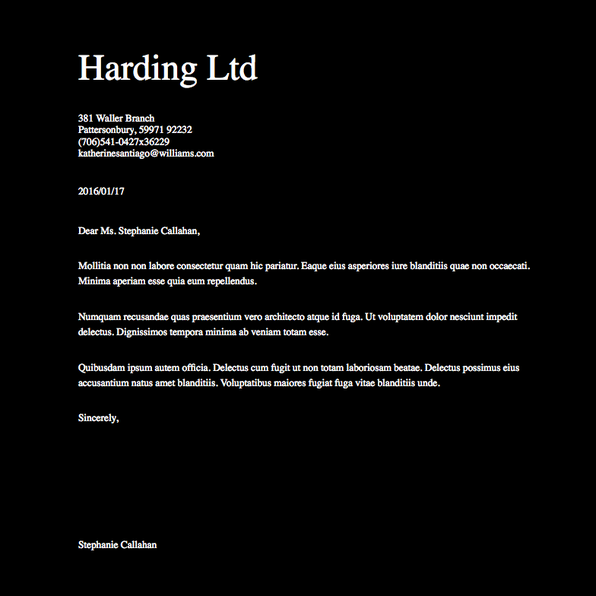 Harding Ltd
381 Waller Branch
Pattersonbury, 59971 92232
(706)541-0427x36229
katherinesantiago@williams.com
2016/01/17
Dear Ms. Stephanie Callahan,
Mollitia non non labore consectetur quam hic pariatur. Eaque eius asperiores iure blanditiis quae non occaecati.
Minima aperiam esse quia eum repellendus.
Numquam recusandae quas praesentium vero architecto atque id fuga. Ut voluptatem dolor nesciunt impedit
delectus. Dignissimos tempora minima ab veniam totam esse.
Quibusdam ipsum autem officia. Delectus cum fugit ut non totam laboriosam beatae. Delectus possimus eius
accusantium natus amet blanditiis. Voluptatibus maiores fugiat fuga vitae blanditiis unde.
Sincerely,
Stephanie Callahan